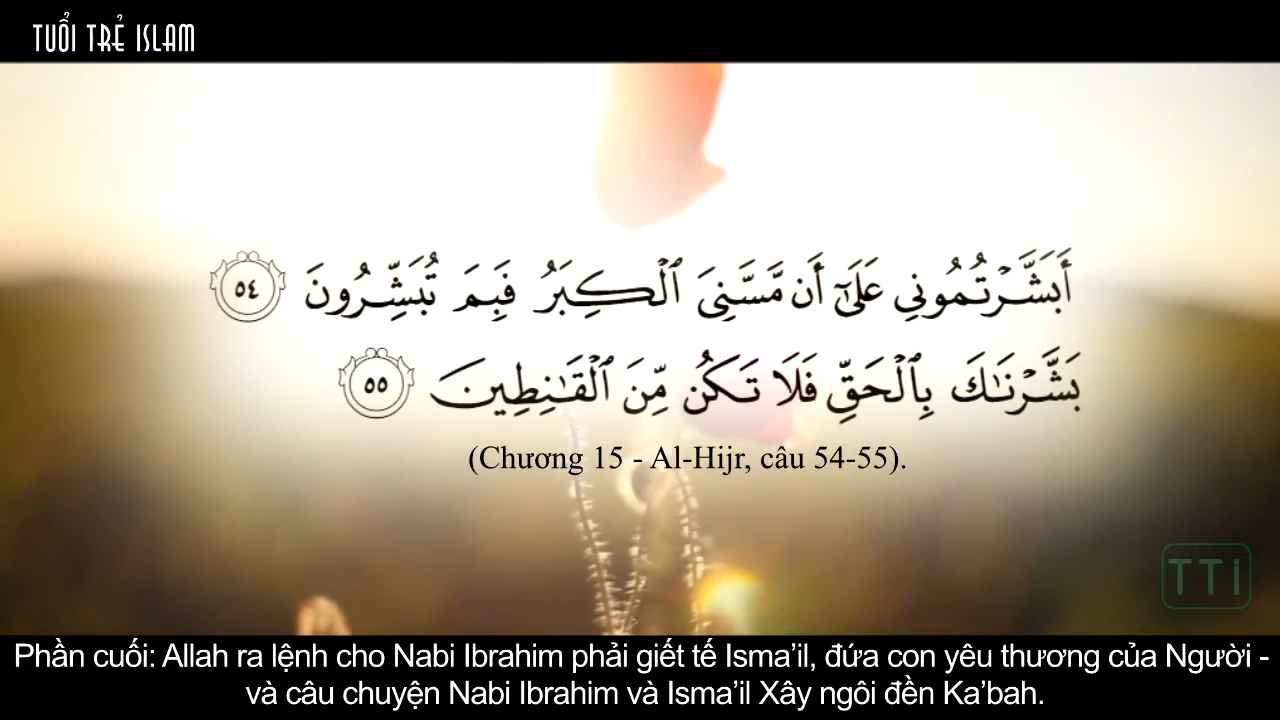 TUỔI TRẺ ISLAM
أَبَشَّرۡتُمُونِي عَلَىٰٓ أَن مَّسَّنِيَ ٱلۡكِبَرُ فَبِمَ تُبَشِّرُونَ ٥٤
بَشَّرۡنَٰكَ بِٱلۡحَقِّ فَلَا تَكُن مِّنَ ٱلۡقَٰنِطِينَ ٥٥
(Chương 15 - Al-Hijr, câu 54-55).
TTi
Phần cuối: Allah ra lệnh cho Nabi Ibrahim phải giết tế Isma’il, đứa con yêu thương của Người -
và câu chuyện Nabi Ibrahim và Isma’il Xây ngôi đền Ka’bah.